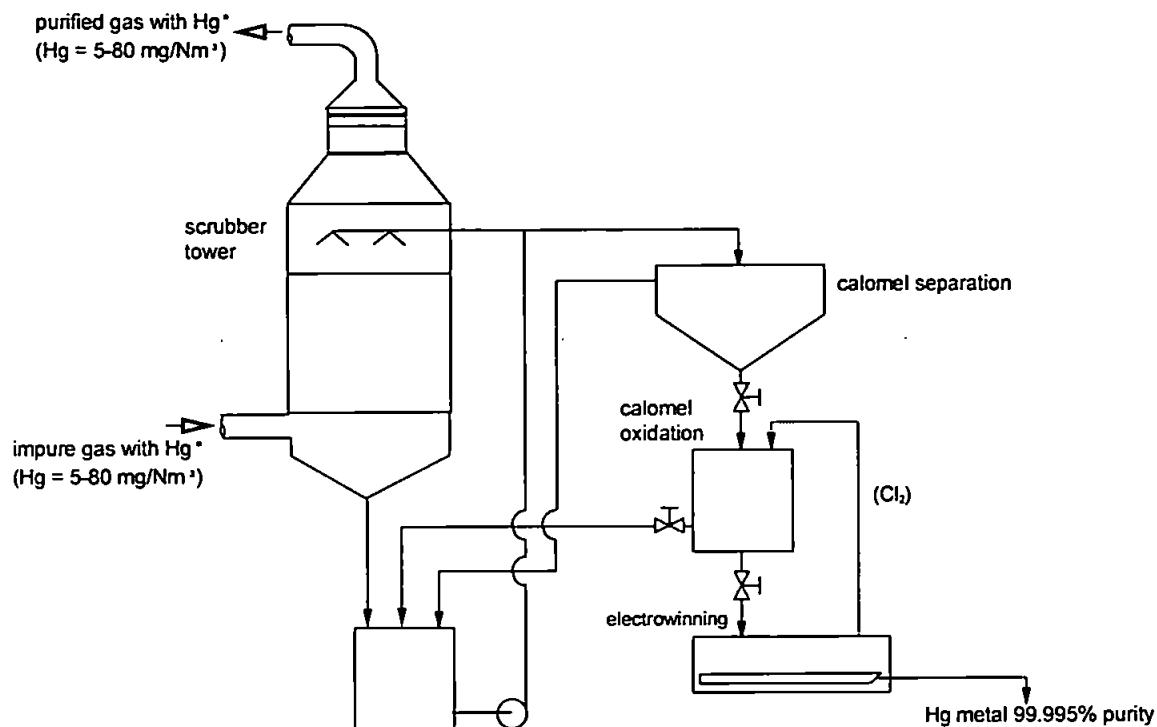 purified gas with Hg°
(Hg = 5-80 mg/Nm³)
scrubber
tower
calomel separation
calomel
oxidation
impure gas with Hg°
(Hg = 5-80 mg/Nm³)
(Cl₂)
electrowinning
Hg metal 99.995% purity